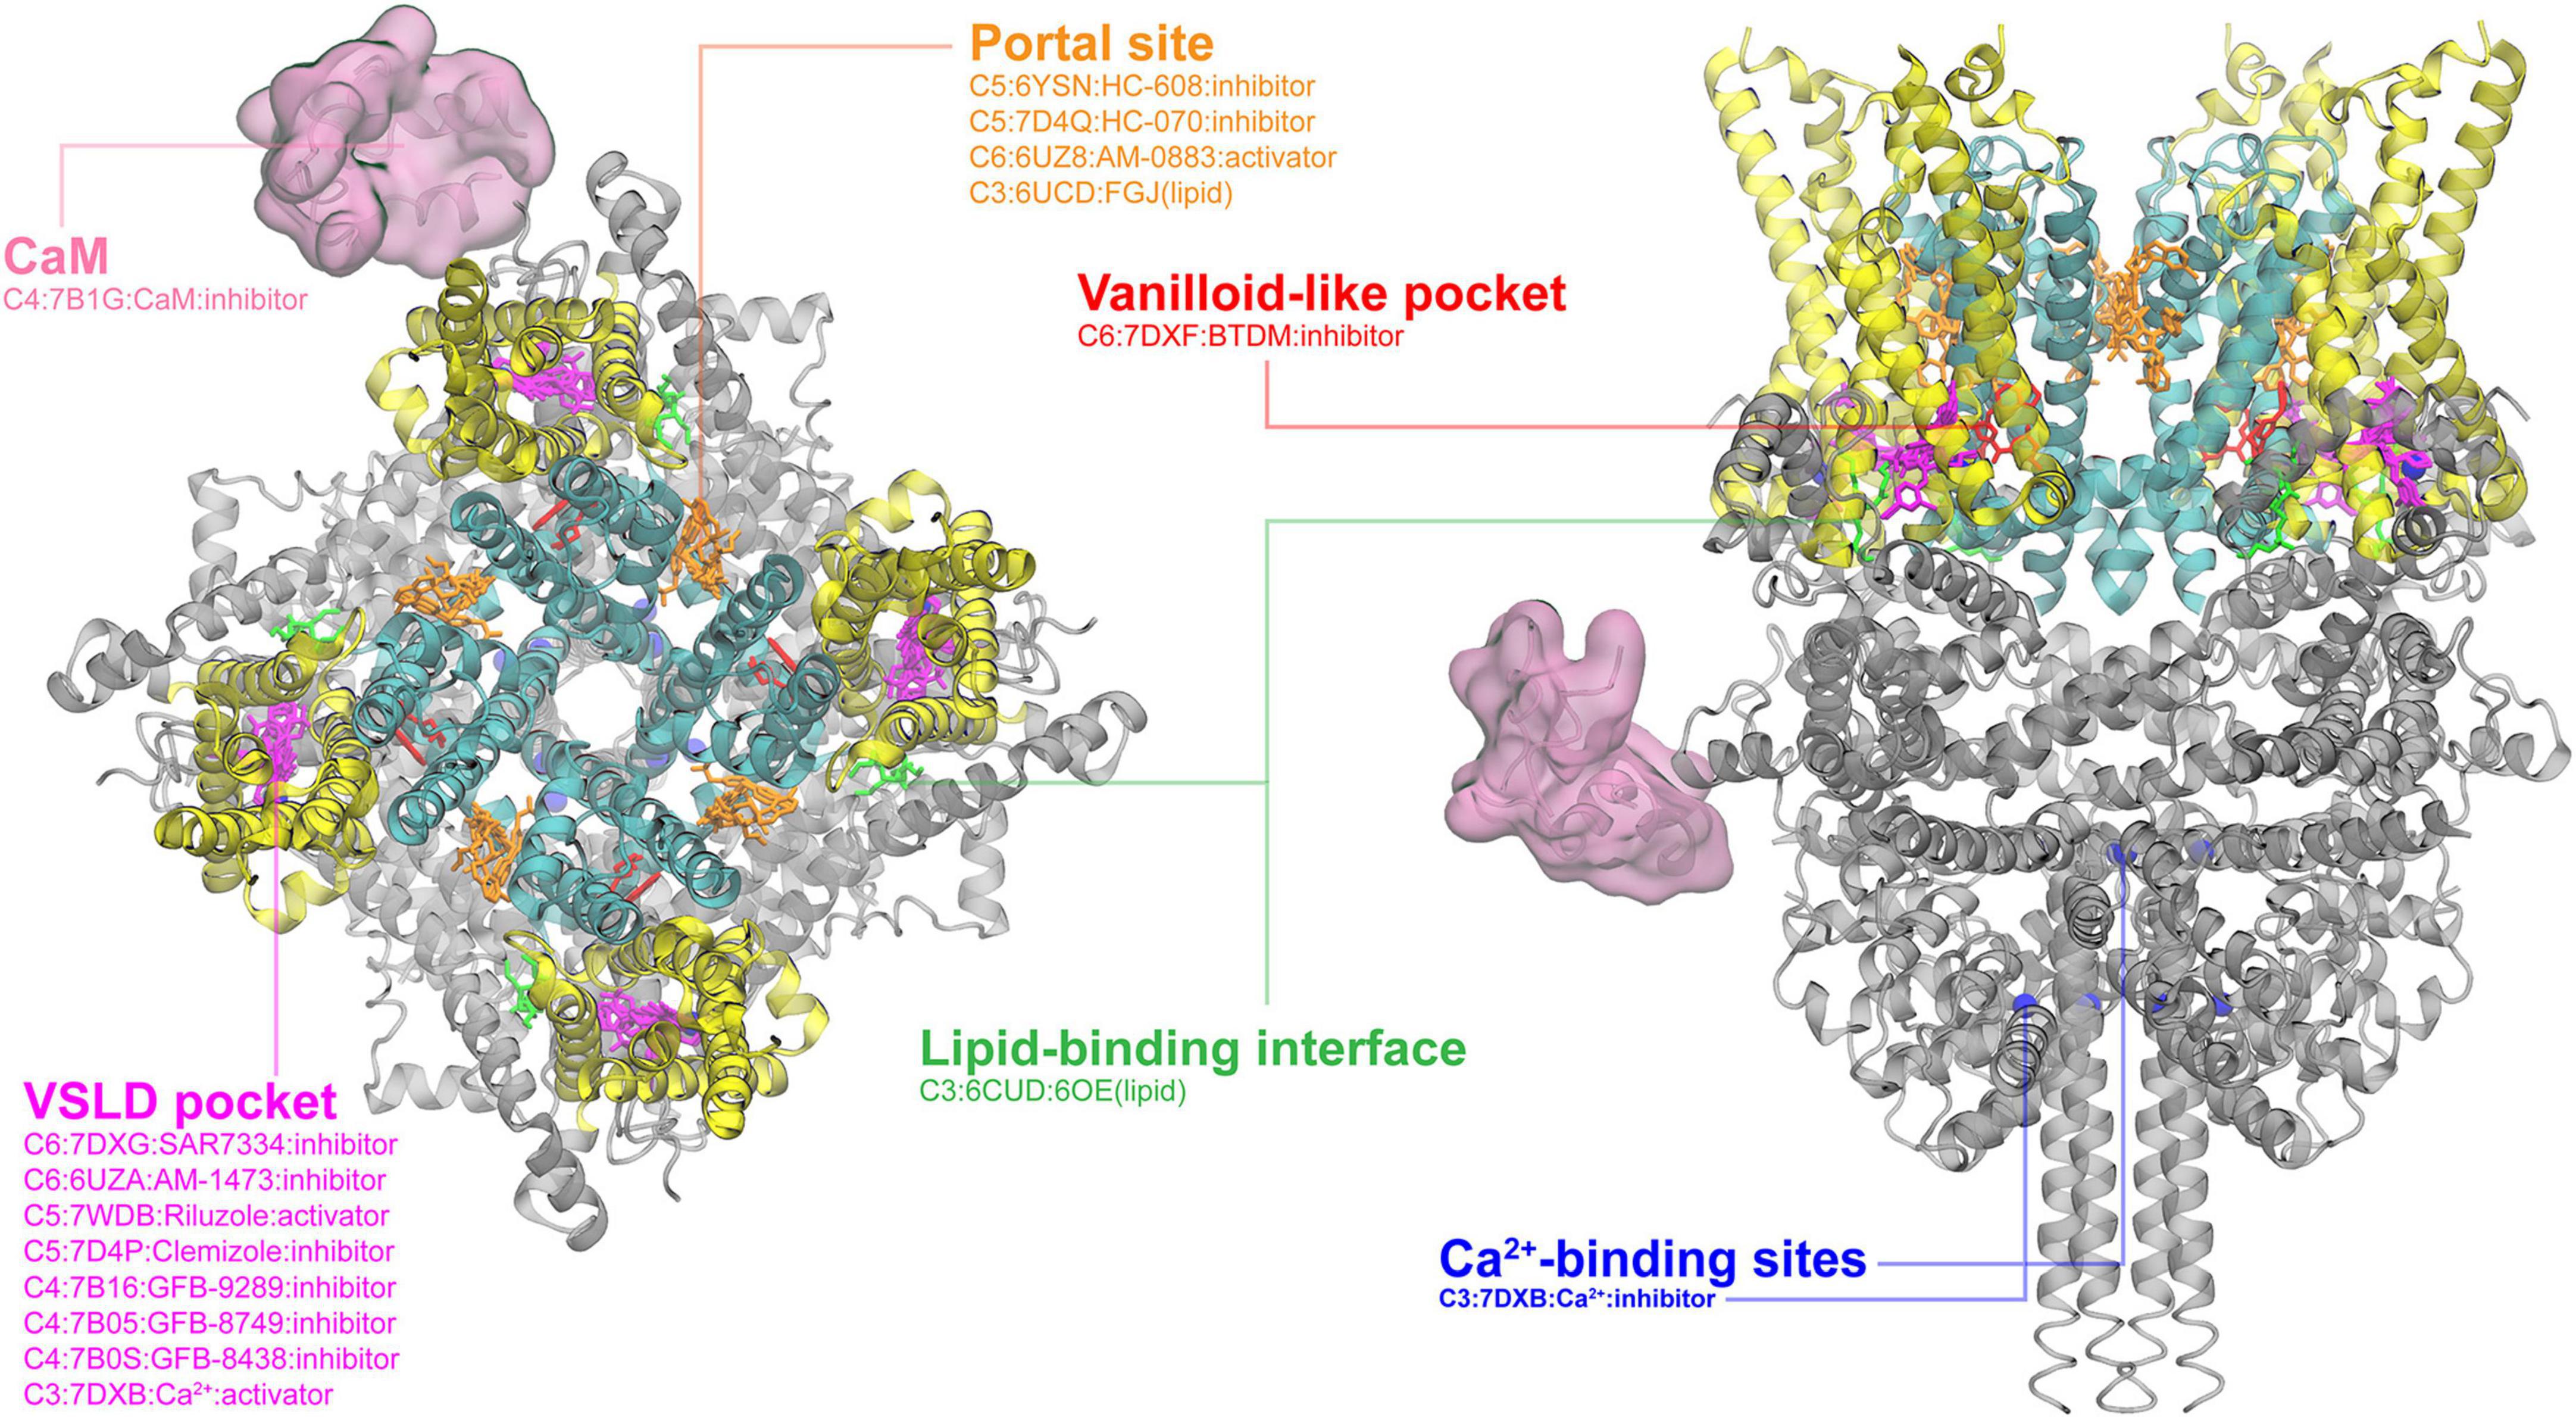 Portal site
C5:6YSN:HC-608:inhibitor
C5:7D4Q:HC-070:inhibitor
C6:6UZ8:AM-0883:activator
C3:6UCD:FGJ(lipid)
CaM
C4:7B1G:CaM:inhibitor
Vanilloid-like pocket
C6:7DXF:BTDM:inhibitor
Lipid-binding interface
C3:6CUD:6OE(lipid)
VSLD pocket
C6:7DXG:SAR7334:inhibitor
C6:6UZA:AM-1473:inhibitor
C5:7WDB:Riluzole:activator
C5:7D4P:Clemizole:inhibitor
C4:7B16:GFB-9289:inhibitor
C4:7B05:GFB-8749:inhibitor
C4:7B0S:GFB-8438:inhibitor
C3:7DXB:Ca²⁺:activator
Ca²⁺-binding sites
C3:7DXB:Ca²⁺:inhibitor